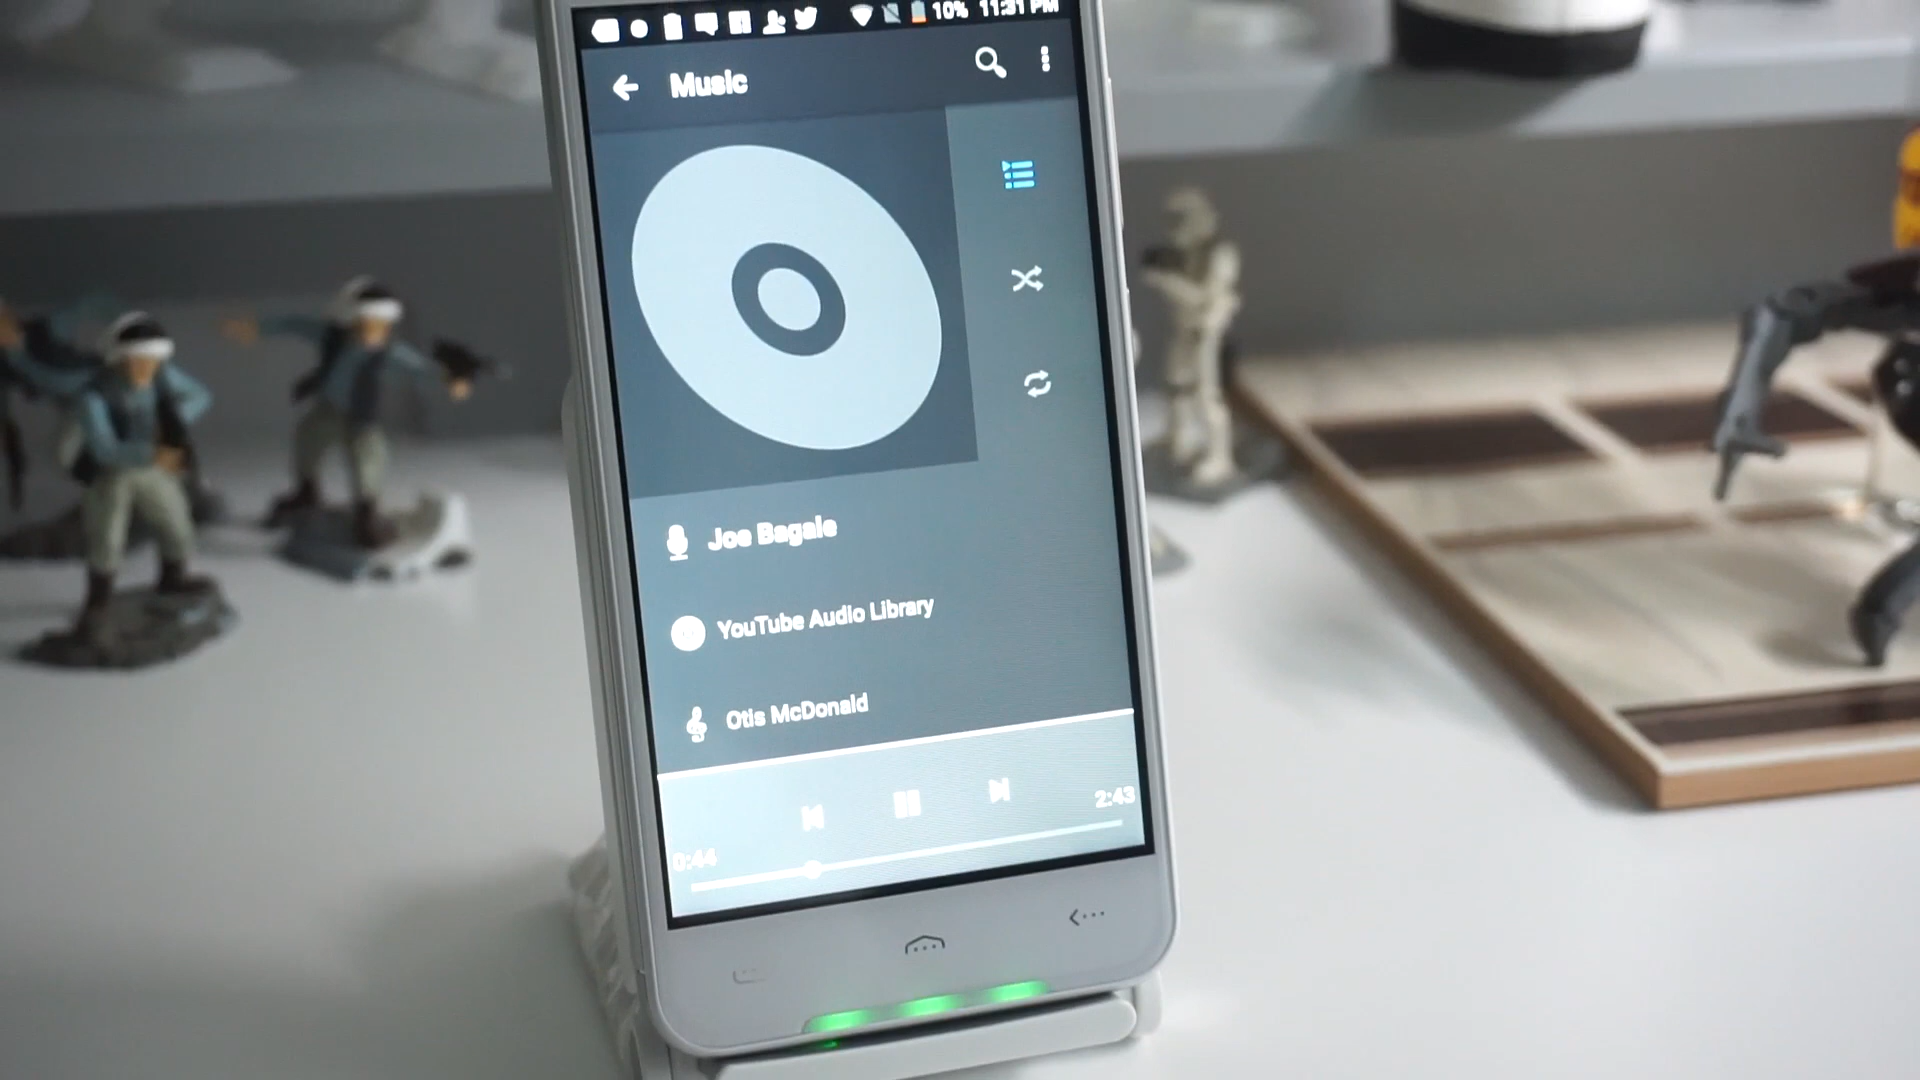 10% 11:31 PM
Music
Joe Bagale
YouTube Audio Library
Otis McDonald
2:43
0:44